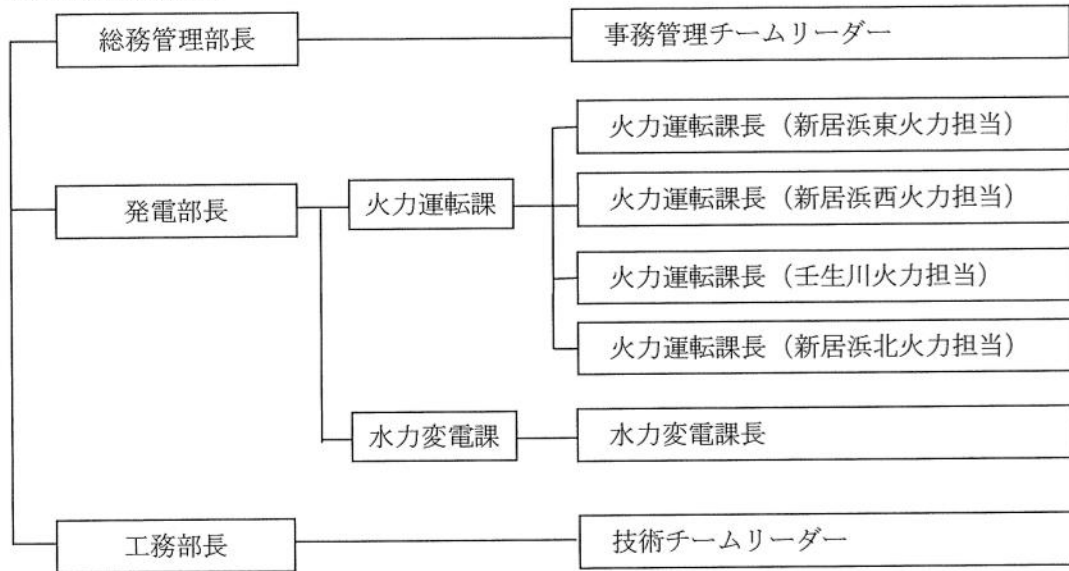 総務管理部長
事務管理チームリーダー
火力運転課長（新居浜東火力担当）
発電部長
火力運転課
火力運転課長（新居浜西火力担当）
火力運転課長（壬生川火力担当）
火力運転課長（新居浜北火力担当）
水力変電課
水力変電課長
工務部長
技術チームリーダー